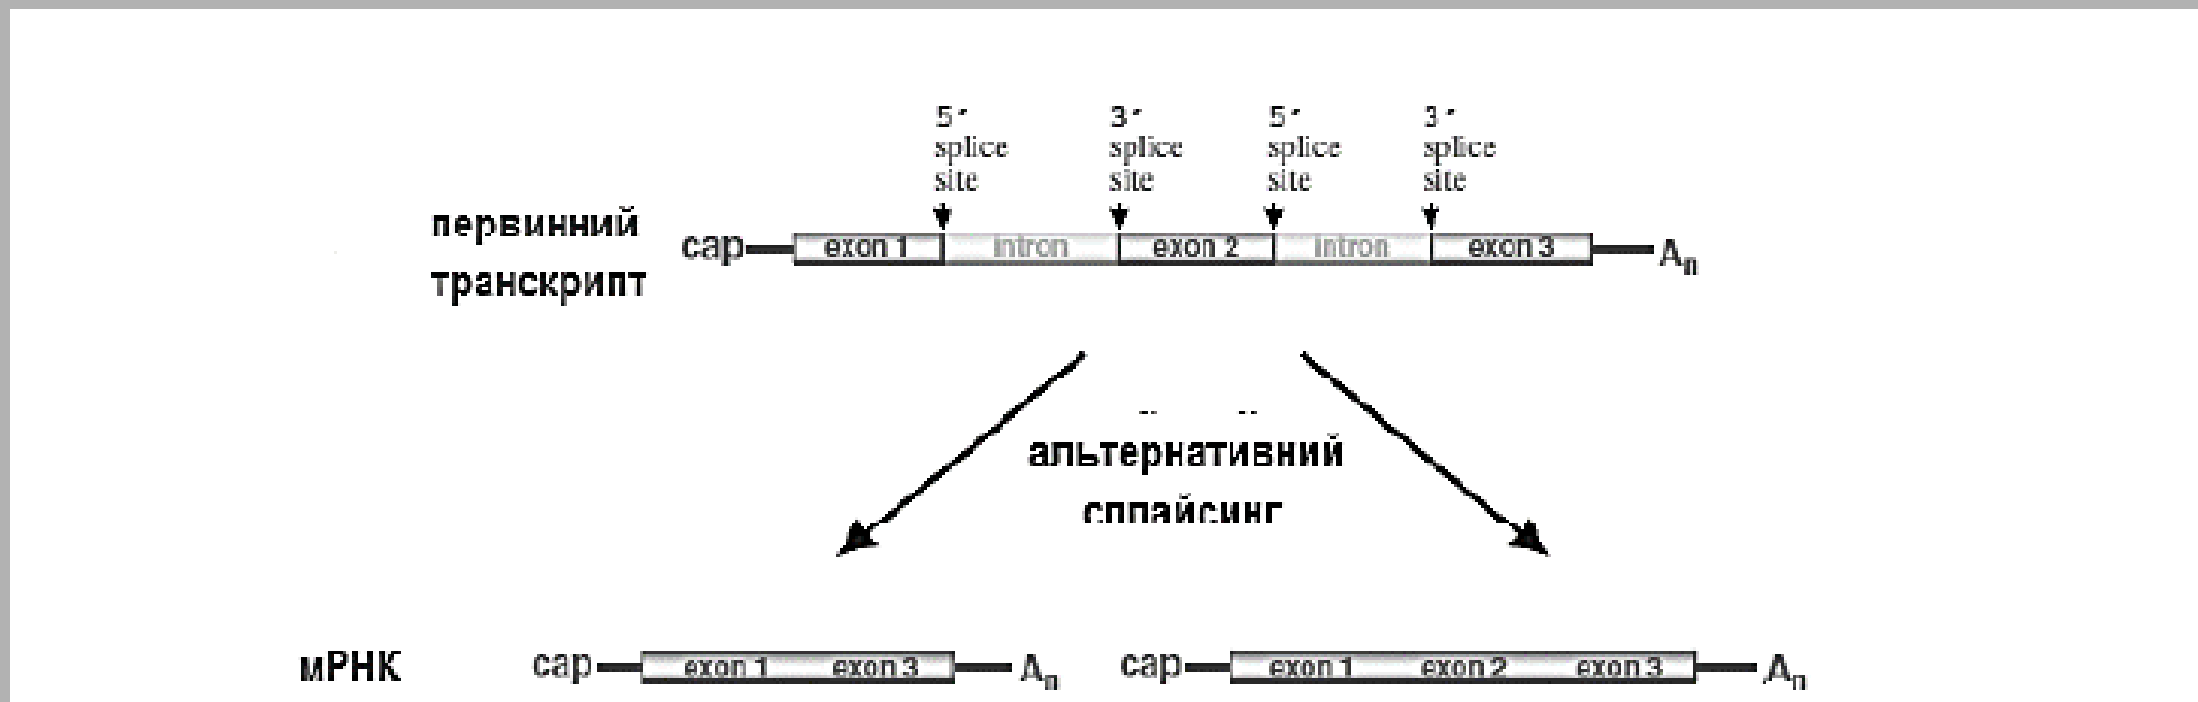 5´ 3´ 5´ 3´
splice splice splice splice
site site site site
первинний
cap exon 1 intron exon 2 intron exon 3 An
транскрипт
альтернативний
сплайсинг
мРНК cap exon 1 exon 3 An cap exon 1 exon 2 exon 3 An